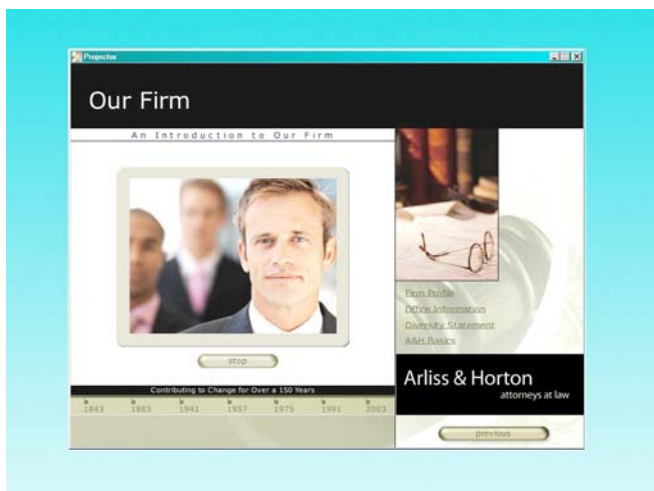 Projector
Our Firm
An Introduction to Our Firm
stop
Contributing to Change for Over a 150 Years
1843 1885 1941 1957 1975 1991 2003
Firm Profile
Office Information
Diversity Statement
A&H Basics
Arliss & Horton
attorneys at law
previous